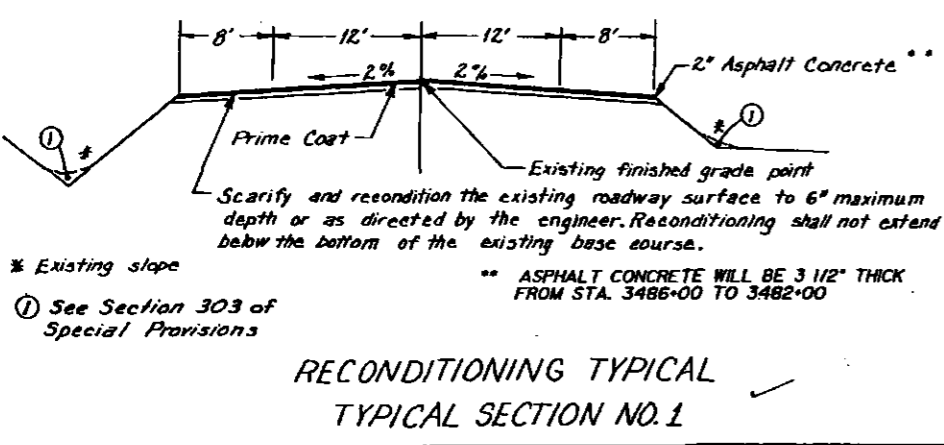 8' 12' 12' 8'
2% 2%
2" Asphalt Concrete **
① * Prime Coat * ①
Existing finished grade point
Scarify and recondition the existing roadway surface to 6" maximum
depth or as directed by the engineer. Reconditioning shall not extend
below the bottom of the existing base course.
* Existing slope
① See Section 303 of
Special Provisions
** ASPHALT CONCRETE WILL BE 3 1/2" THICK
FROM STA. 3486+00 TO 3482+00
RECONDITIONING TYPICAL
TYPICAL SECTION NO. 1